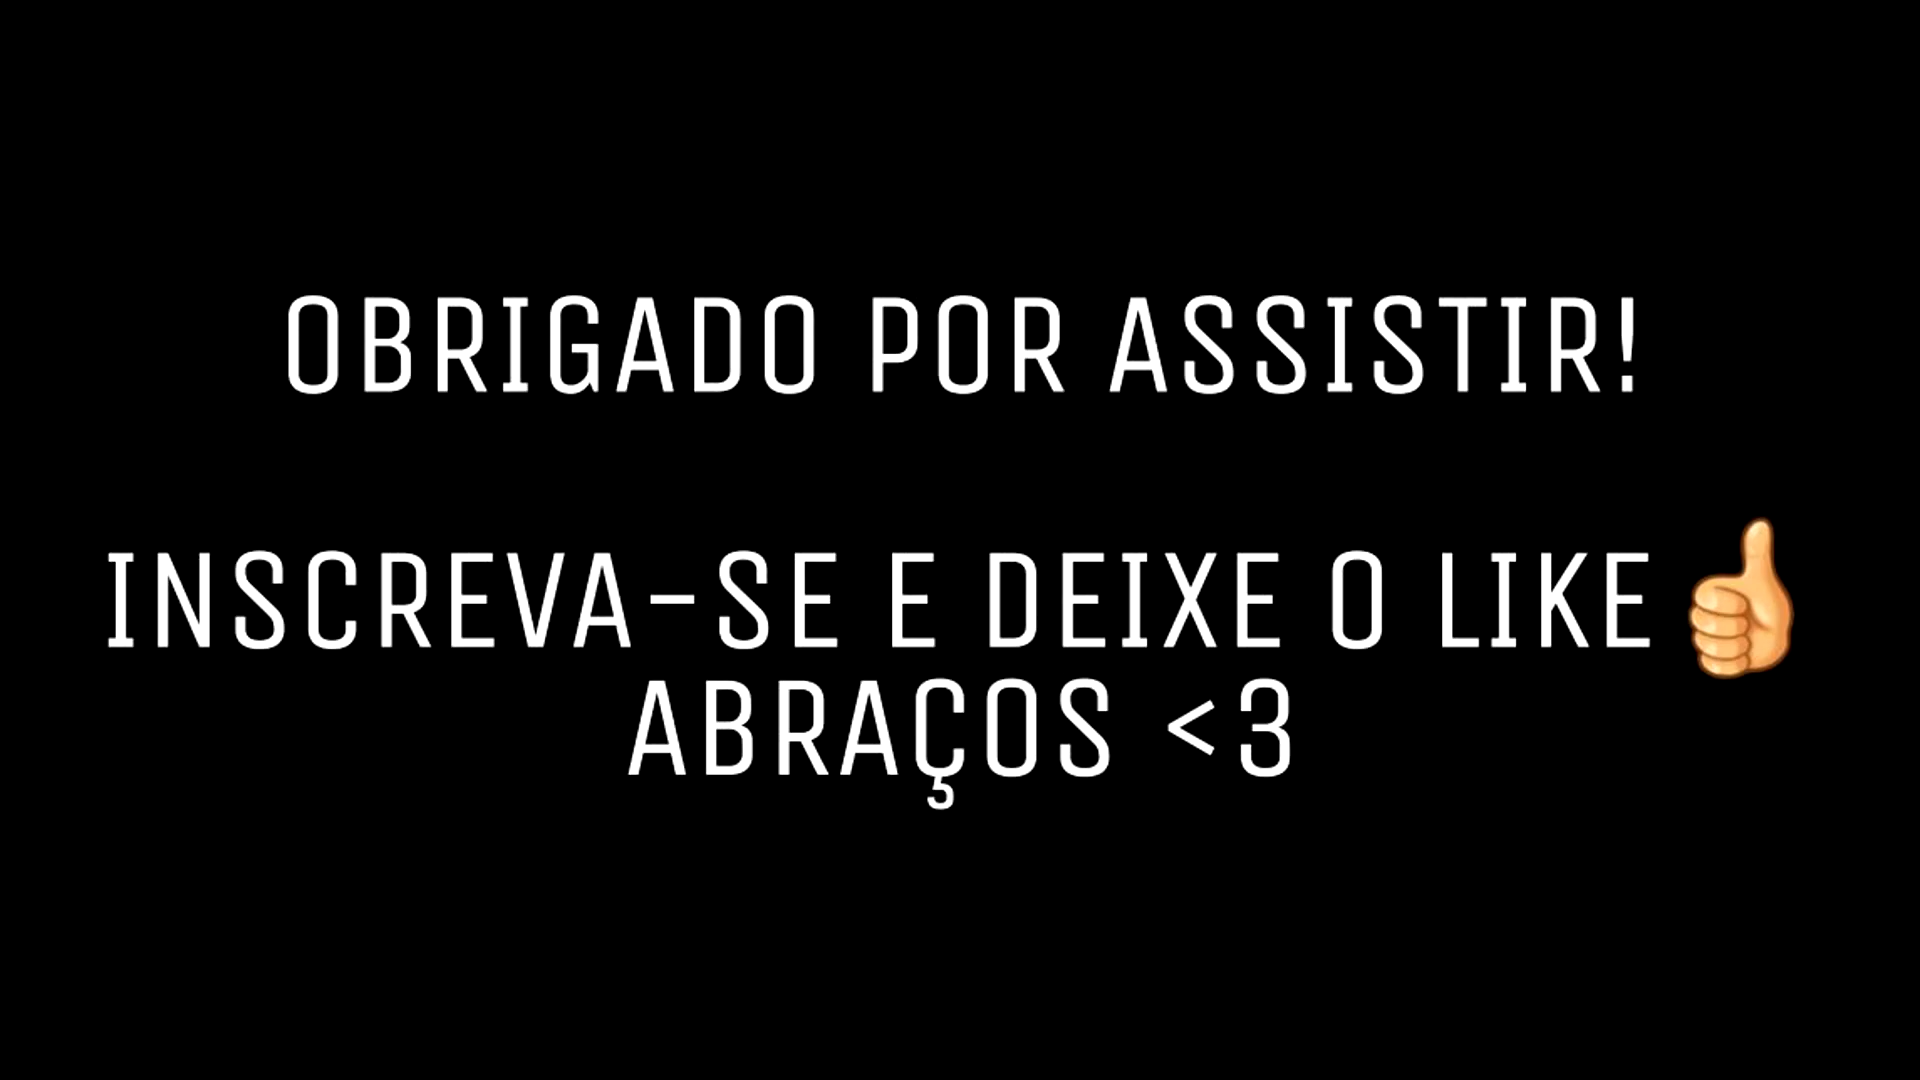 OBRIGADO POR ASSISTIR!
INSCREVA-SE E DEIXE O LIKE👍
ABRAÇOS <3